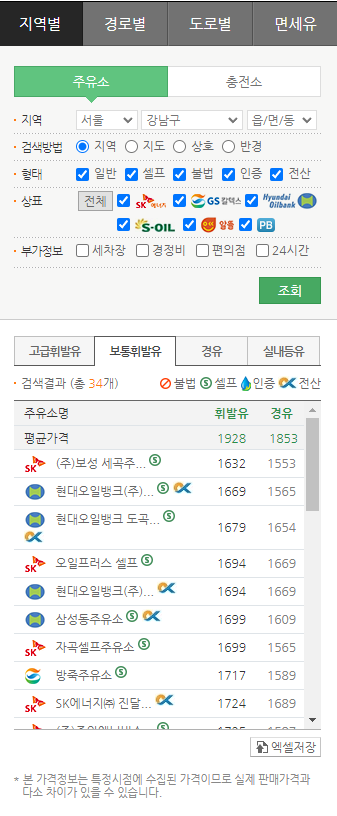 지역별 경로별 도로별 면세유
주유소 충전소
지역 서울 강남구 읍/면/동
검색방법 지역 지도 상호 반경
형태 일반 셀프 불법 인증 전산
상표 전체 SK에너지 GS칼텍스 Hyundai Oilbank
S-OIL 알뜰 PB
부가정보 세차장 경정비 편의점 24시간
조회
고급휘발유 보통휘발유 경유 실내등유
검색결과 (총 34개) 불법 S 셀프 인증 전산
주유소명 휘발유 경유
평균가격 1928 1853
SK (주)보성 세곡주... S 1632 1553
현대오일뱅크(주)... S 1669 1565
현대오일뱅크 도곡... S 1679 1654
SK 오일프러스 셀프 S 1694 1669
현대오일뱅크(주)... 1694 1669
삼성동주유소 S 1699 1609
SK 자곡셀프주유소 S 1699 1565
방죽주유소 S 1717 1589
SK SK에너지㈜ 진달... 1724 1689
엑셀저장
* 본 가격정보는 특정시점에 수집된 가격이므로 실제 판매가격과
다소 차이가 있을 수 있습니다.